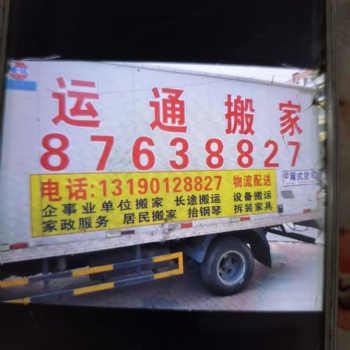 运通搬家
87638827
电话:13190128827 物流配送
企事业单位搬家 长途搬运 设备搬运
家政服务 居民搬家 抬钢琴 拆装家具